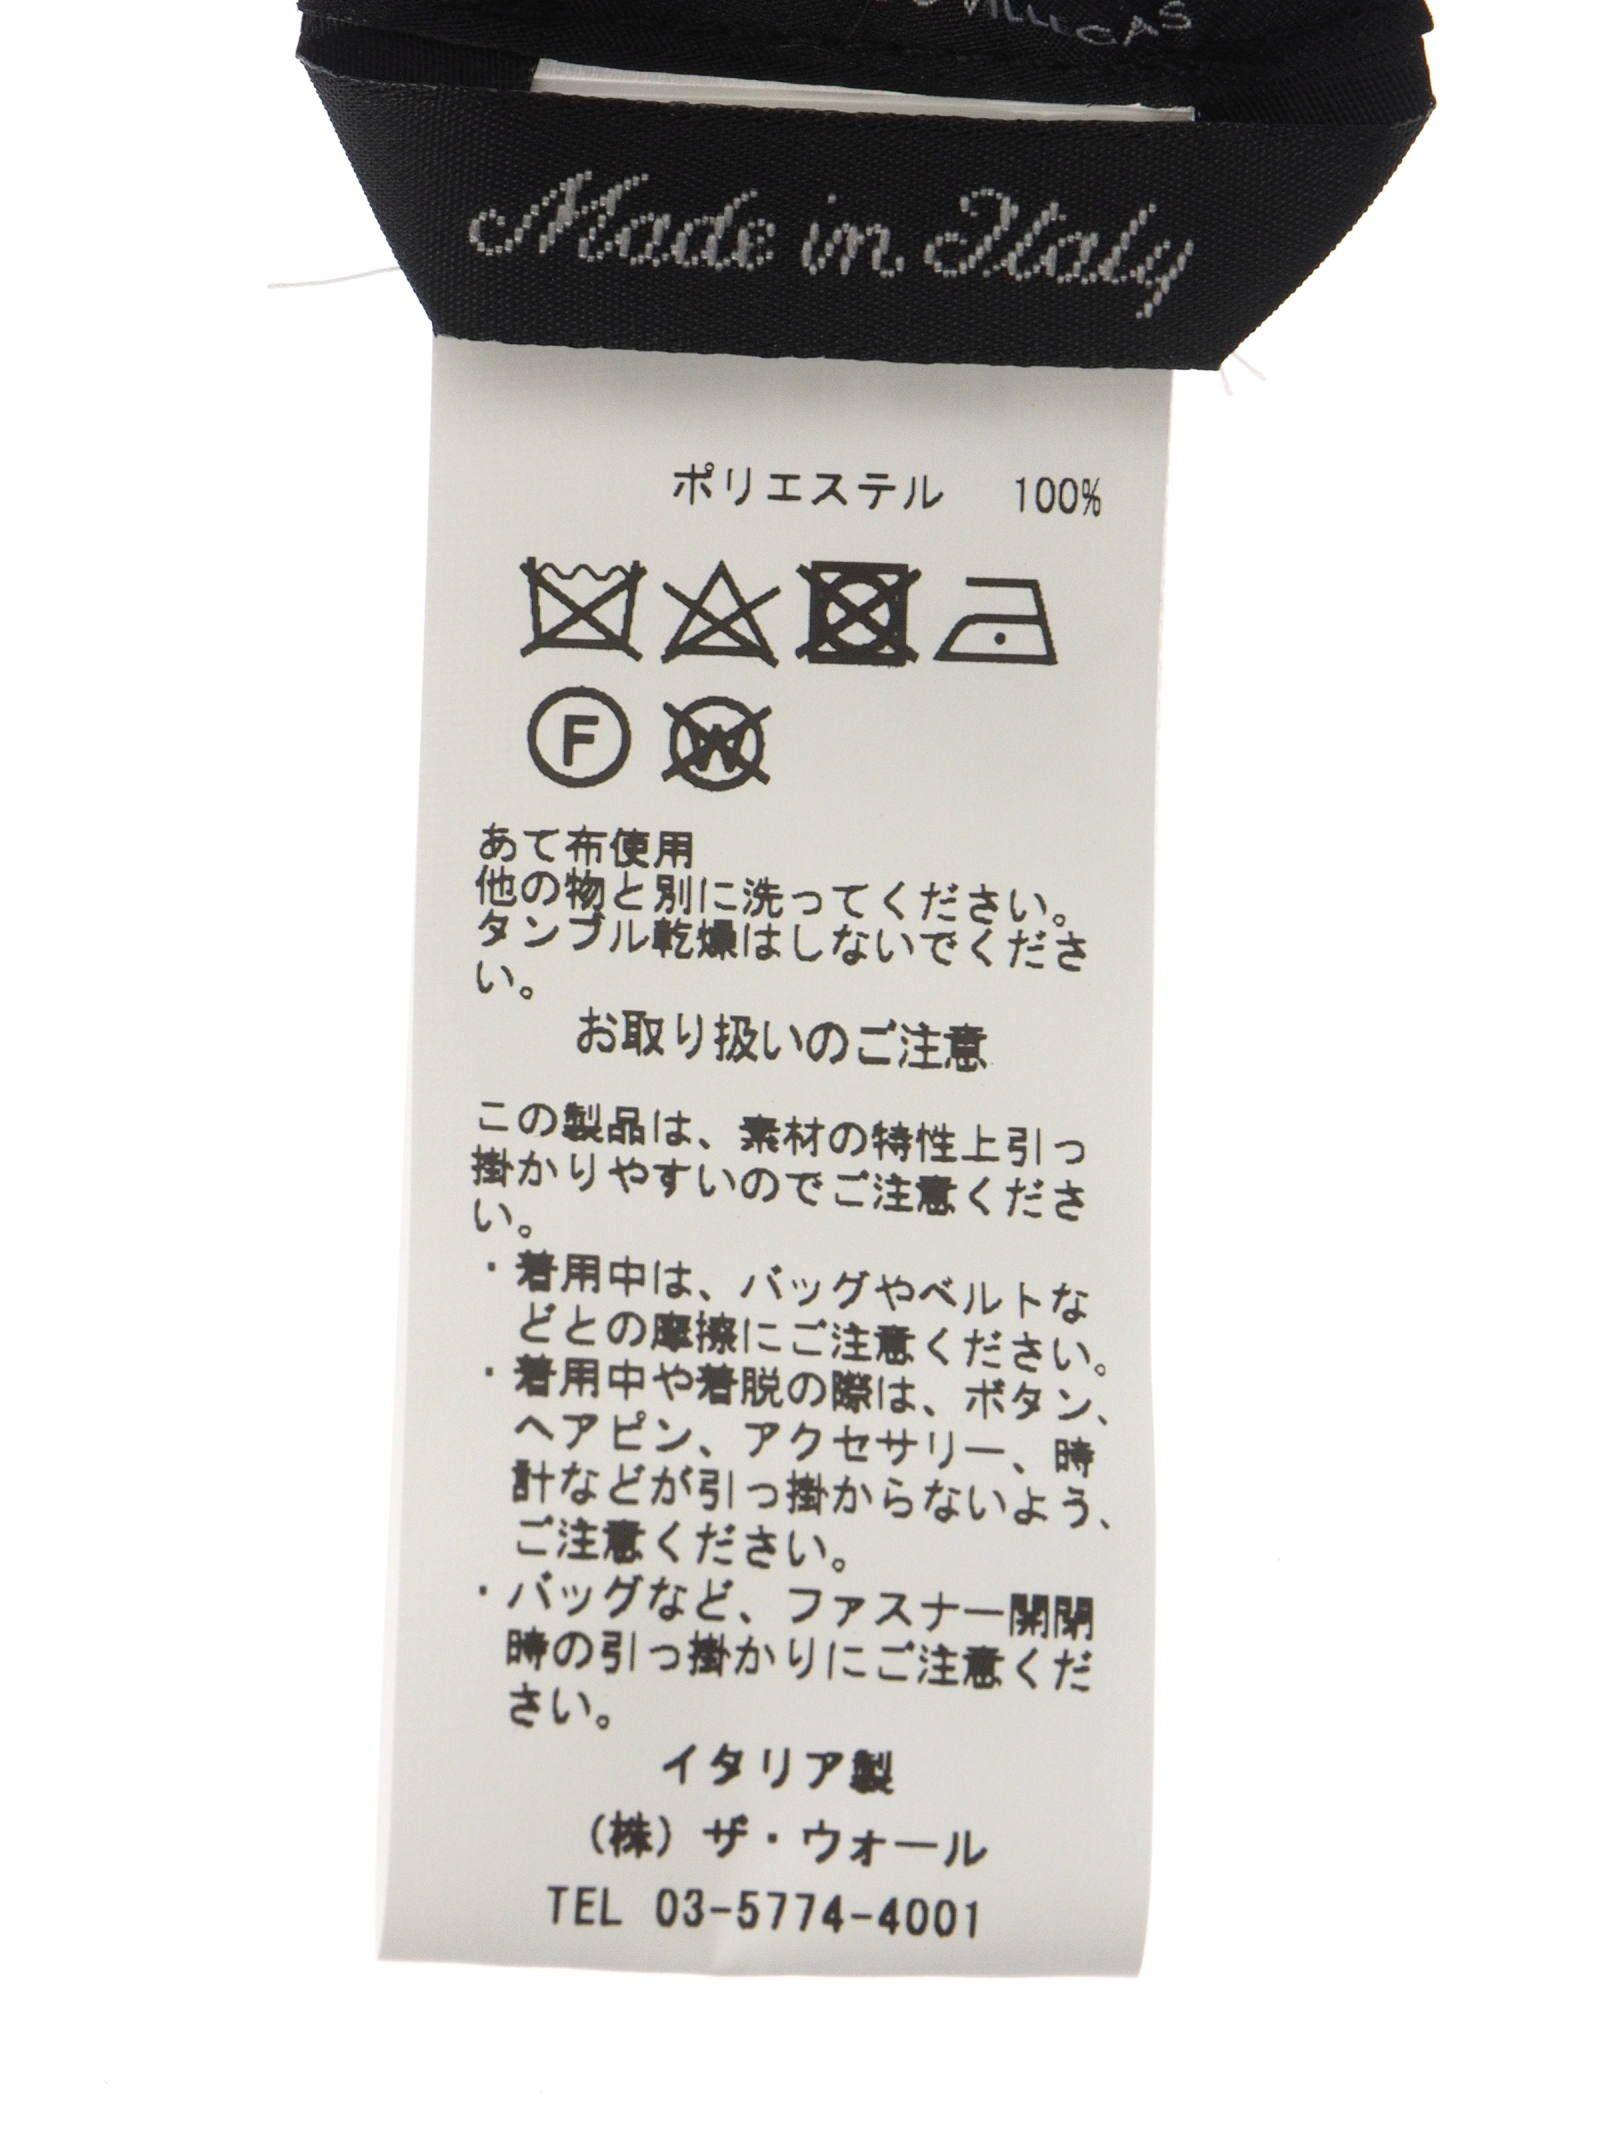 Made in Italy
ポリエステル 100%
F
W
あて布使用
他の物と別に洗ってください。
タンブル乾燥はしないでくださ
い。
お取り扱いのご注意
この製品は、素材の特性上引っ
掛かりやすいのでご注意くださ
い。
・着用中は、バッグやベルトな
どとの摩擦にご注意ください。
・着用中や着脱の際は、ボタン、
ヘアピン、アクセサリー、時
計などが引っ掛からないよう、
ご注意ください。
・バッグなど、ファスナー開閉
時の引っ掛かりにご注意くだ
さい。
イタリア製
(株) ザ・ウォール
TEL 03-5774-4001